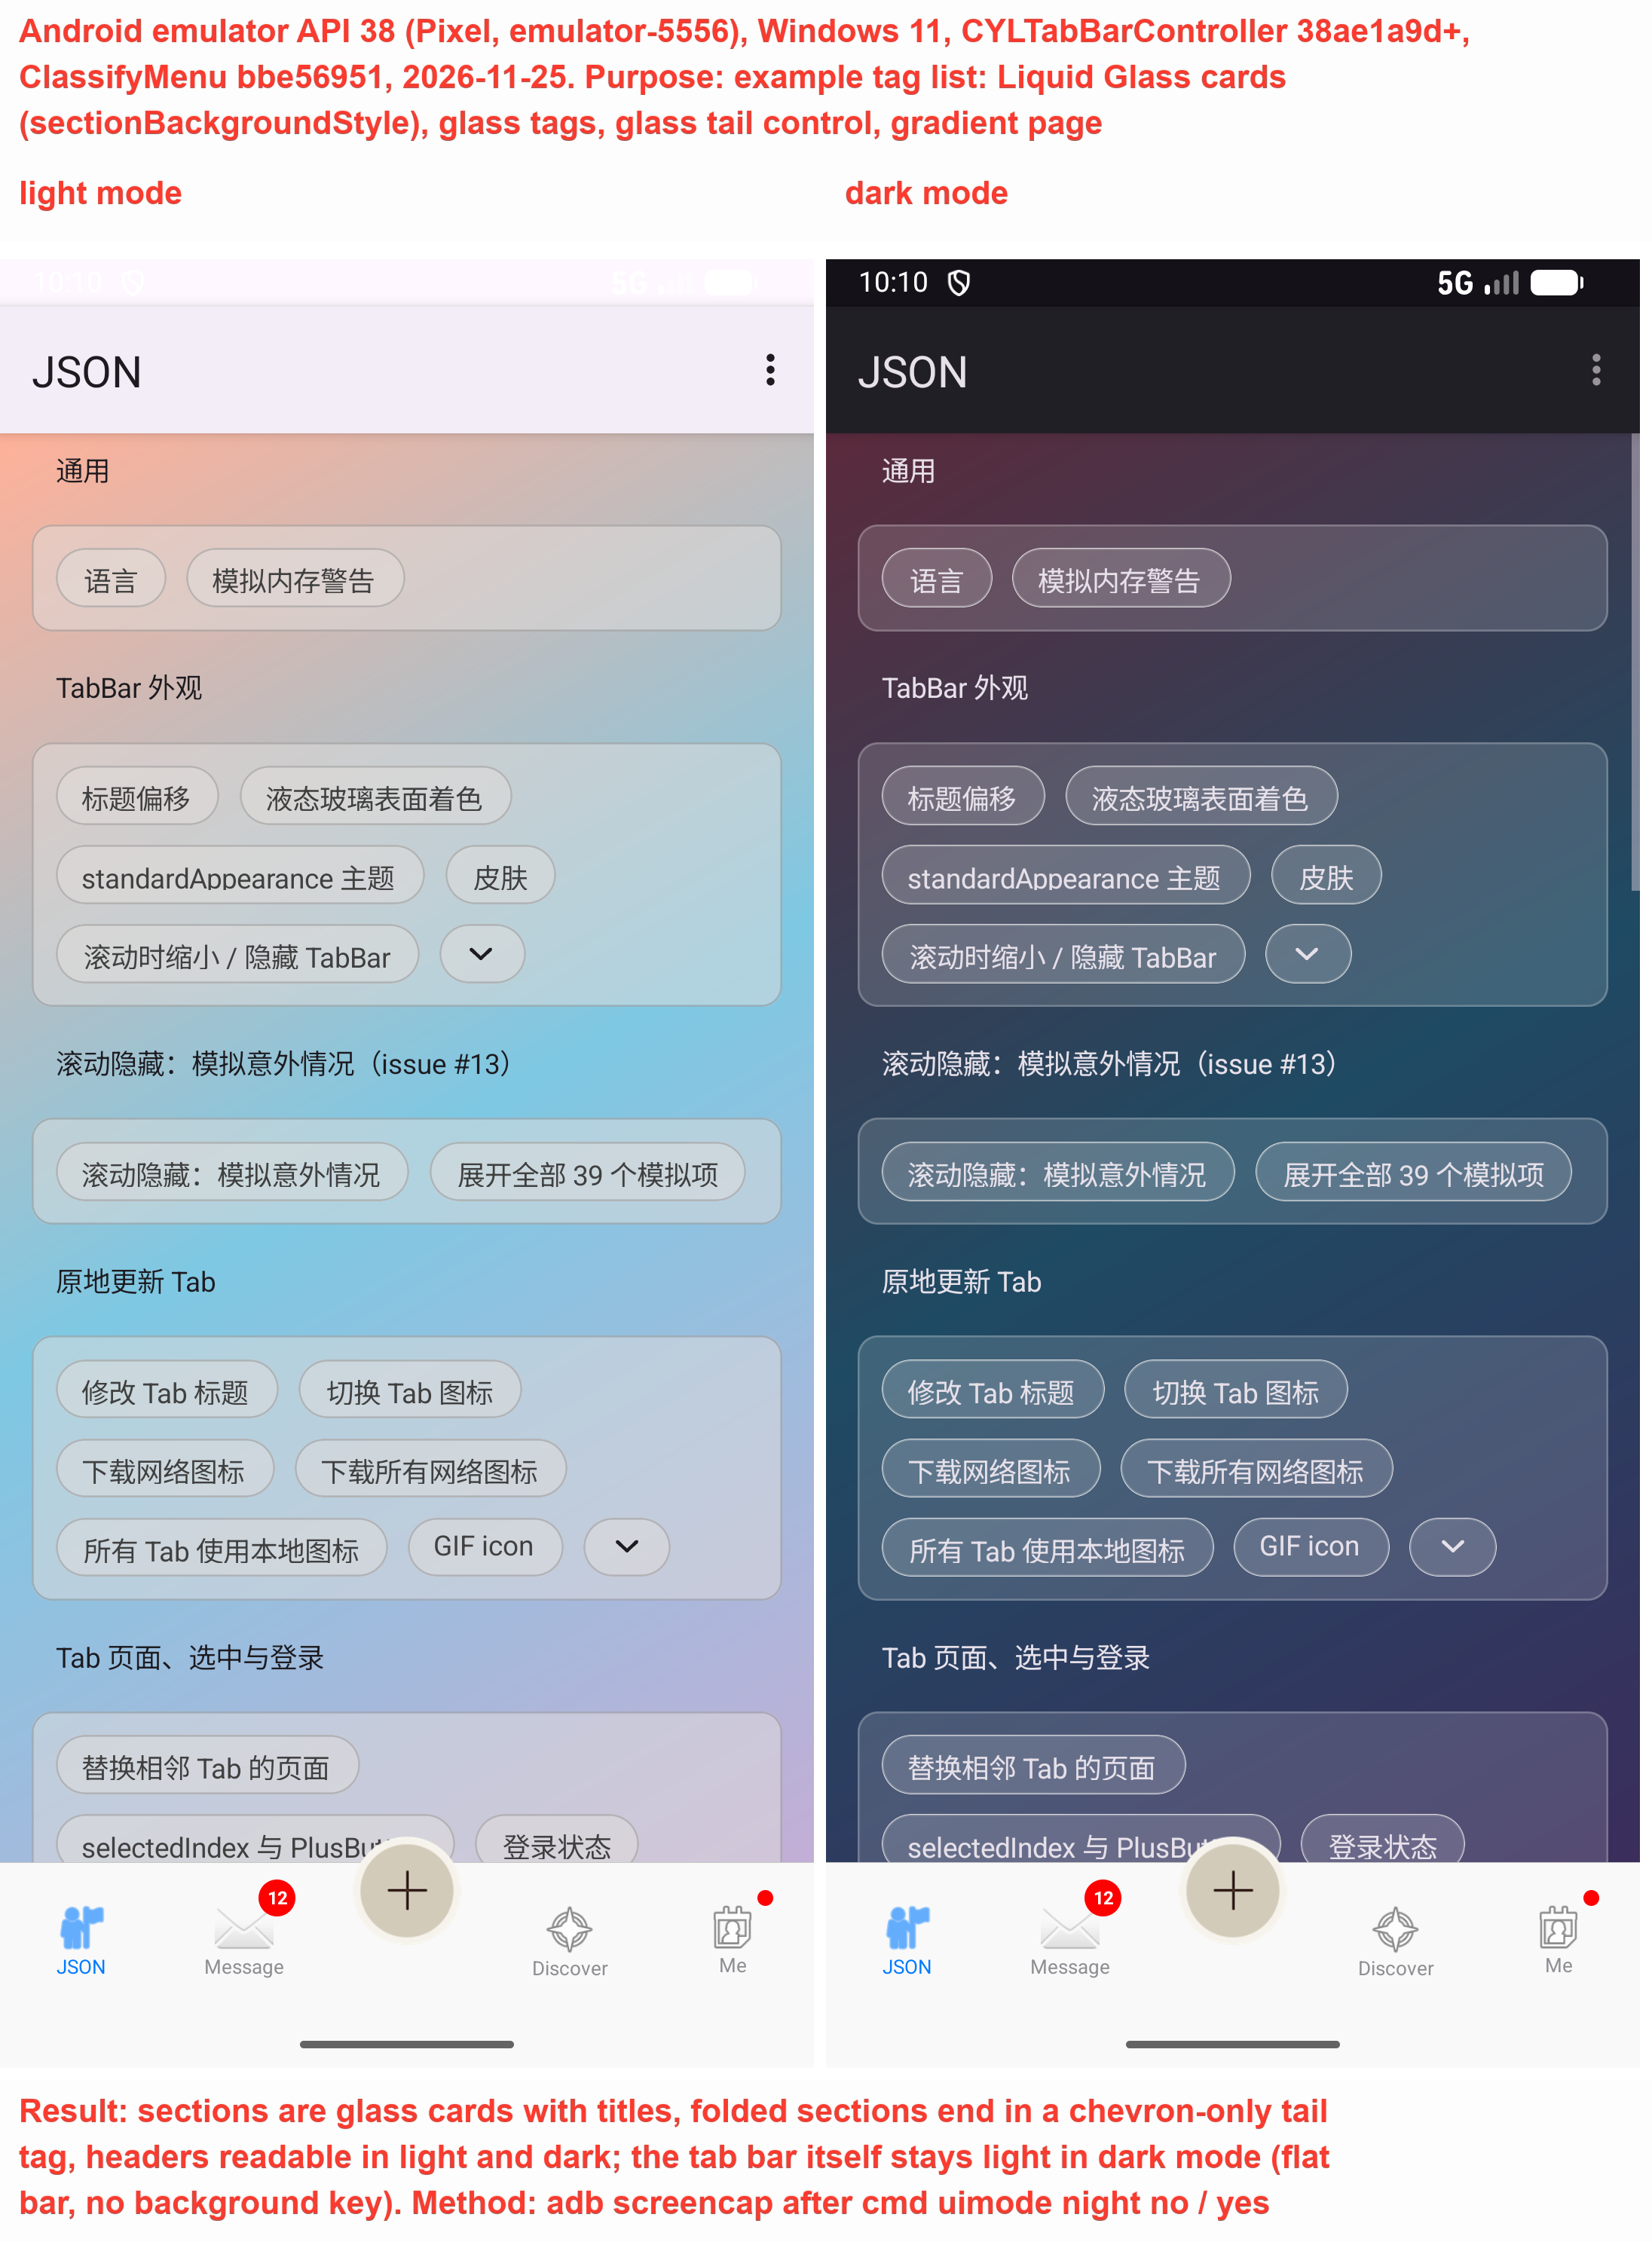 Android emulator API 38 (Pixel, emulator-5556), Windows 11, CYLTabBarController 38ae1a9d+,
ClassifyMenu bbe56951, 2026-11-25. Purpose: example tag list: Liquid Glass cards
(sectionBackgroundStyle), glass tags, glass tail control, gradient page
light mode
dark mode
10:10
5G
JSON
通用
语言
模拟内存警告
TabBar 外观
标题偏移
液态玻璃表面着色
standardAppearance 主题
皮肤
滚动时缩小 / 隐藏 TabBar
滚动隐藏：模拟意外情况（issue #13）
滚动隐藏：模拟意外情况
展开全部 39 个模拟项
原地更新 Tab
修改 Tab 标题
切换 Tab 图标
下载网络图标
下载所有网络图标
所有 Tab 使用本地图标
GIF icon
Tab 页面、选中与登录
替换相邻 Tab 的页面
selectedIndex 与 PlusBu
登录状态
12
JSON
Message
Discover
Me
10:10
5G
JSON
通用
语言
模拟内存警告
TabBar 外观
标题偏移
液态玻璃表面着色
standardAppearance 主题
皮肤
滚动时缩小 / 隐藏 TabBar
滚动隐藏：模拟意外情况（issue #13）
滚动隐藏：模拟意外情况
展开全部 39 个模拟项
原地更新 Tab
修改 Tab 标题
切换 Tab 图标
下载网络图标
下载所有网络图标
所有 Tab 使用本地图标
GIF icon
Tab 页面、选中与登录
替换相邻 Tab 的页面
selectedIndex 与 PlusBu
登录状态
12
JSON
Message
Discover
Me
Result: sections are glass cards with titles, folded sections end in a chevron-only tail
tag, headers readable in light and dark; the tab bar itself stays light in dark mode (flat
bar, no background key). Method: adb screencap after cmd uimode night no / yes